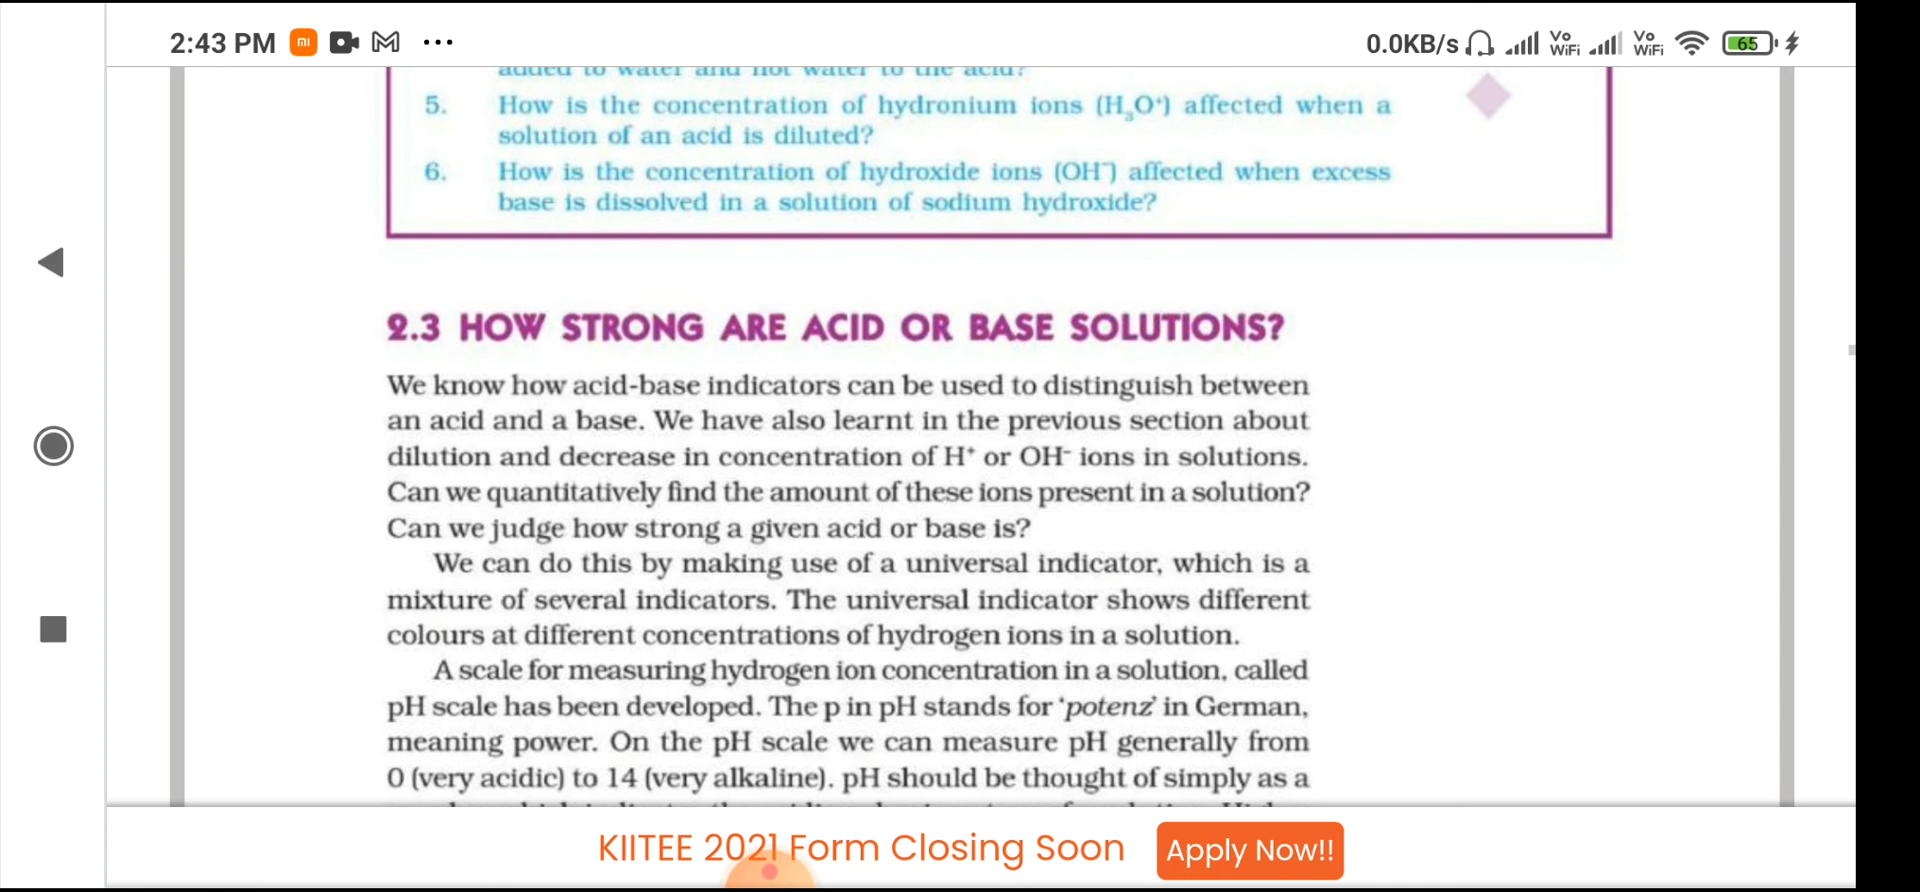 2:43 PM ... 0.0KB/s Vo WiFi Vo WiFi 65
added to water and not water to the acid?
5. How is the concentration of hydronium ions (H₃O⁺) affected when a
solution of an acid is diluted?
6. How is the concentration of hydroxide ions (OH⁻) affected when excess
base is dissolved in a solution of sodium hydroxide?
2.3 HOW STRONG ARE ACID OR BASE SOLUTIONS?
We know how acid-base indicators can be used to distinguish between
an acid and a base. We have also learnt in the previous section about
dilution and decrease in concentration of H⁺ or OH⁻ ions in solutions.
Can we quantitatively find the amount of these ions present in a solution?
Can we judge how strong a given acid or base is?
We can do this by making use of a universal indicator, which is a
mixture of several indicators. The universal indicator shows different
colours at different concentrations of hydrogen ions in a solution.
A scale for measuring hydrogen ion concentration in a solution, called
pH scale has been developed. The p in pH stands for ‘potenz’ in German,
meaning power. On the pH scale we can measure pH generally from
0 (very acidic) to 14 (very alkaline). pH should be thought of simply as a
KIITEE 2021 Form Closing Soon Apply Now!!